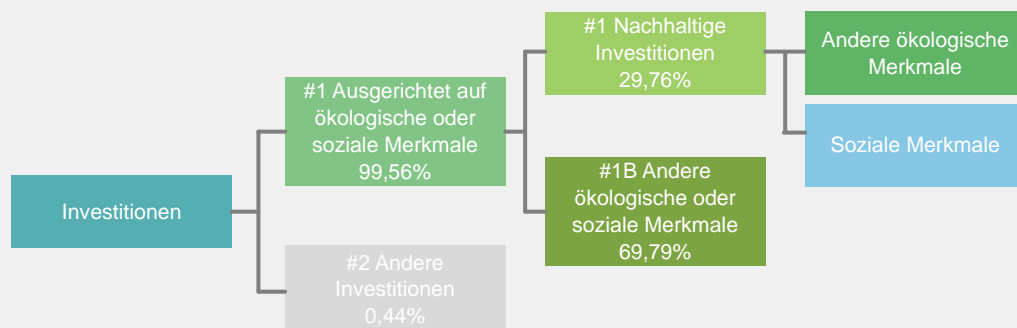 Investitionen
#1 Ausgerichtet auf
ökologische oder
soziale Merkmale
99,56%
#2 Andere
Investitionen
0,44%
#1 Nachhaltige
Investitionen
29,76%
#1B Andere
ökologische oder
soziale Merkmale
69,79%
Andere ökologische
Merkmale
Soziale Merkmale